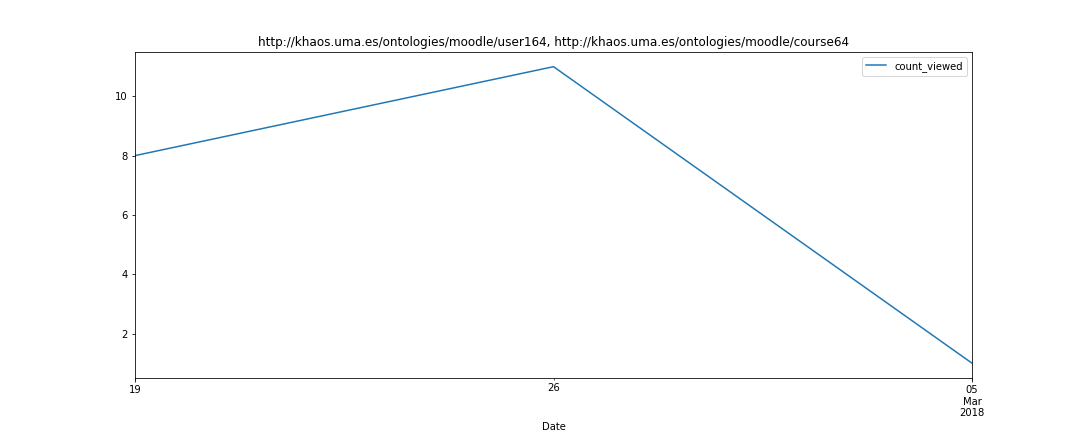 http://khaos.uma.es/ontologies/moodle/user164, http://khaos.uma.es/ontologies/moodle/course64
count_viewed
10
8
6
4
2
19
26
05
Mar
2018
Date